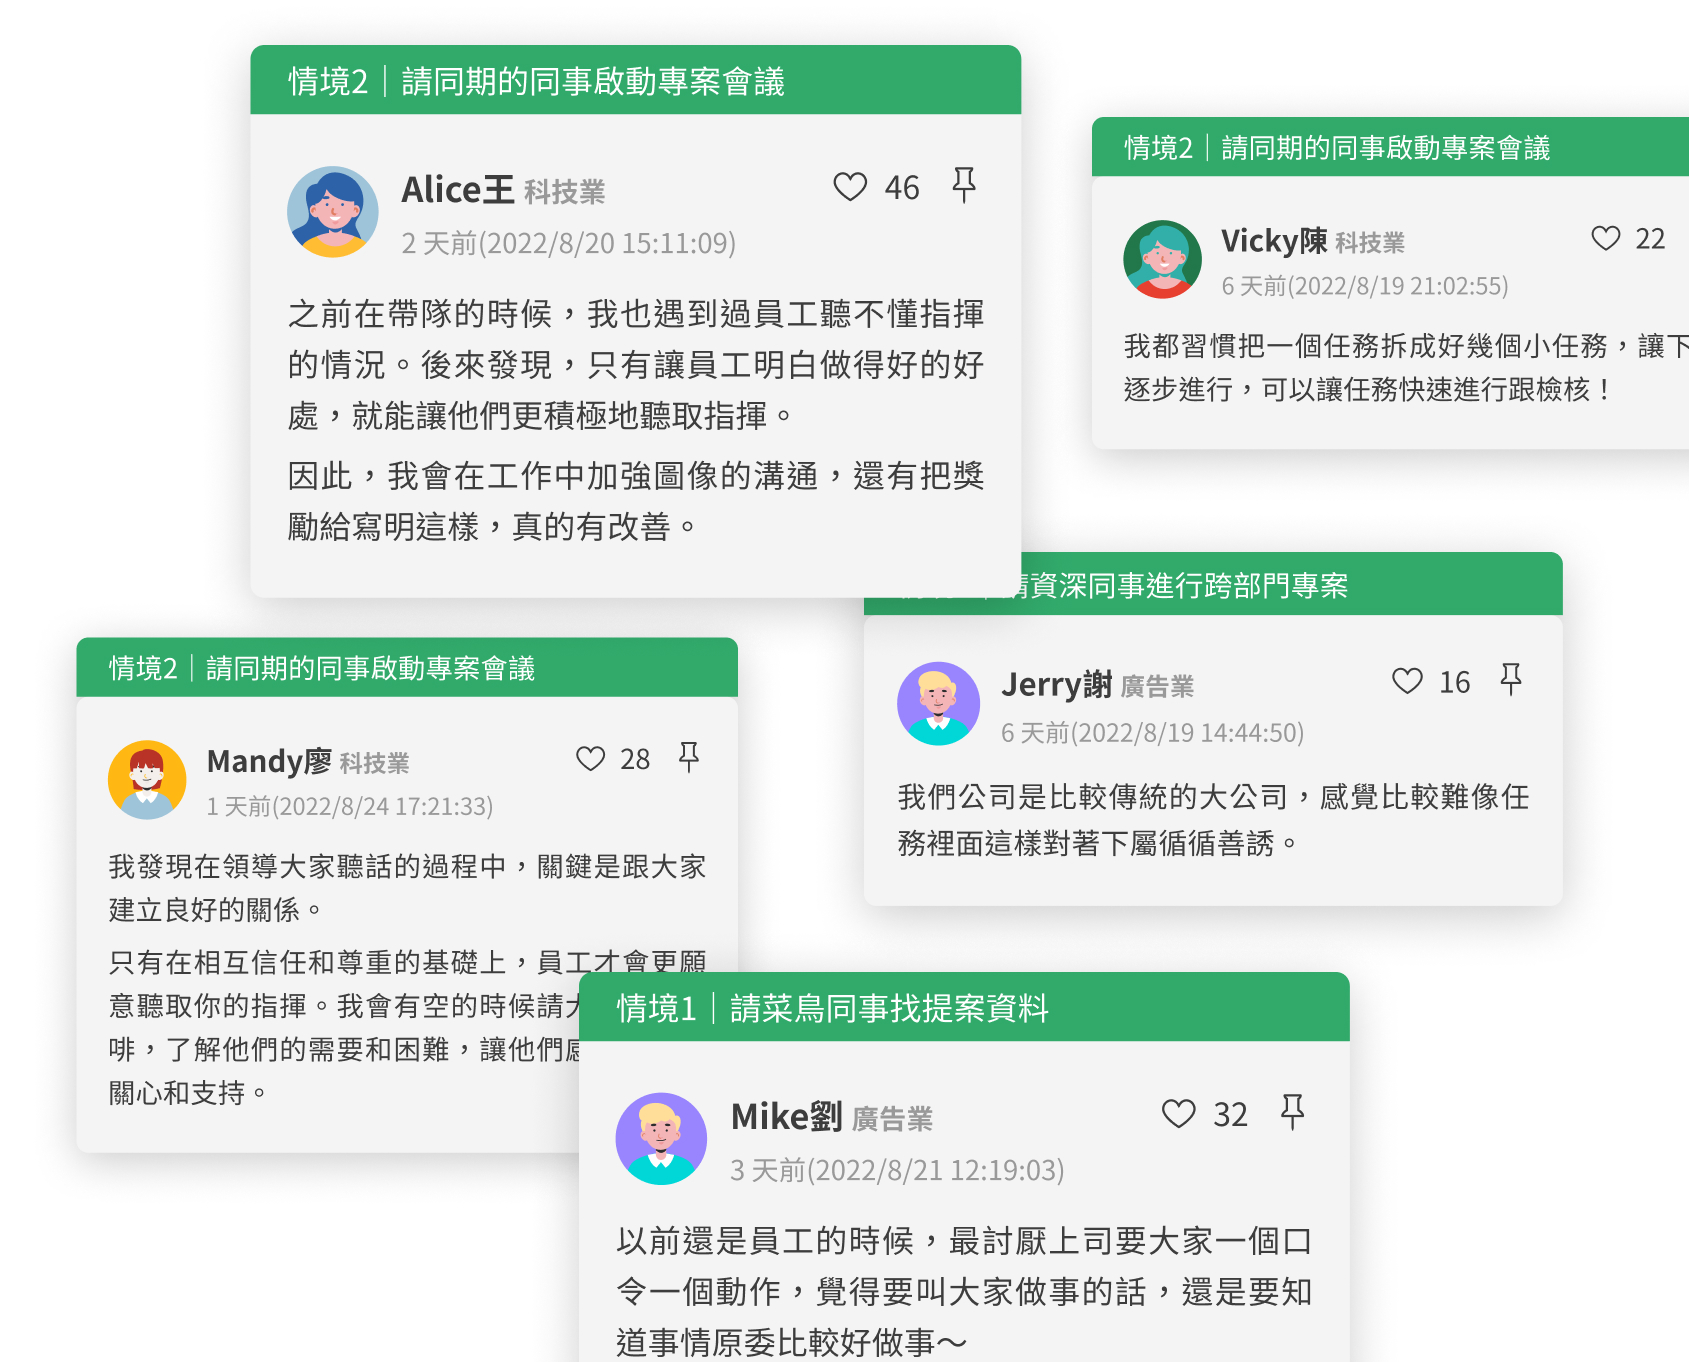 情境2｜請同期的同事啟動專案會議
Alice王 科技業
46
2 天前(2022/8/20 15:11:09)
之前在帶隊的時候，我也遇到過員工聽不懂指揮
的情況。後來發現，只有讓員工明白做得好的好
處，就能讓他們更積極地聽取指揮。
因此，我會在工作中加強圖像的溝通，還有把獎
勵給寫明這樣，真的有改善。
情境2｜請同期的同事啟動專案會議
Vicky陳 科技業
22
6 天前(2022/8/19 21:02:55)
我都習慣把一個任務拆成好幾個小任務，讓下
逐步進行，可以讓任務快速進行跟檢核！
請資深同事進行跨部門專案
Jerry謝 廣告業
16
6 天前(2022/8/19 14:44:50)
我們公司是比較傳統的大公司，感覺比較難像任
務裡面這樣對著下屬循循善誘。
情境2｜請同期的同事啟動專案會議
Mandy廖 科技業
28
1 天前(2022/8/24 17:21:33)
我發現在領導大家聽話的過程中，關鍵是跟大家
建立良好的關係。
只有在相互信任和尊重的基礎上，員工才會更願
意聽取你的指揮。我會有空的時候請大
啡，了解他們的需要和困難，讓他們感
關心和支持。
情境1｜請菜鳥同事找提案資料
Mike劉 廣告業
32
3 天前(2022/8/21 12:19:03)
以前還是員工的時候，最討厭上司要大家一個口
令一個動作，覺得要叫大家做事的話，還是要知
道事情原委比較好做事～